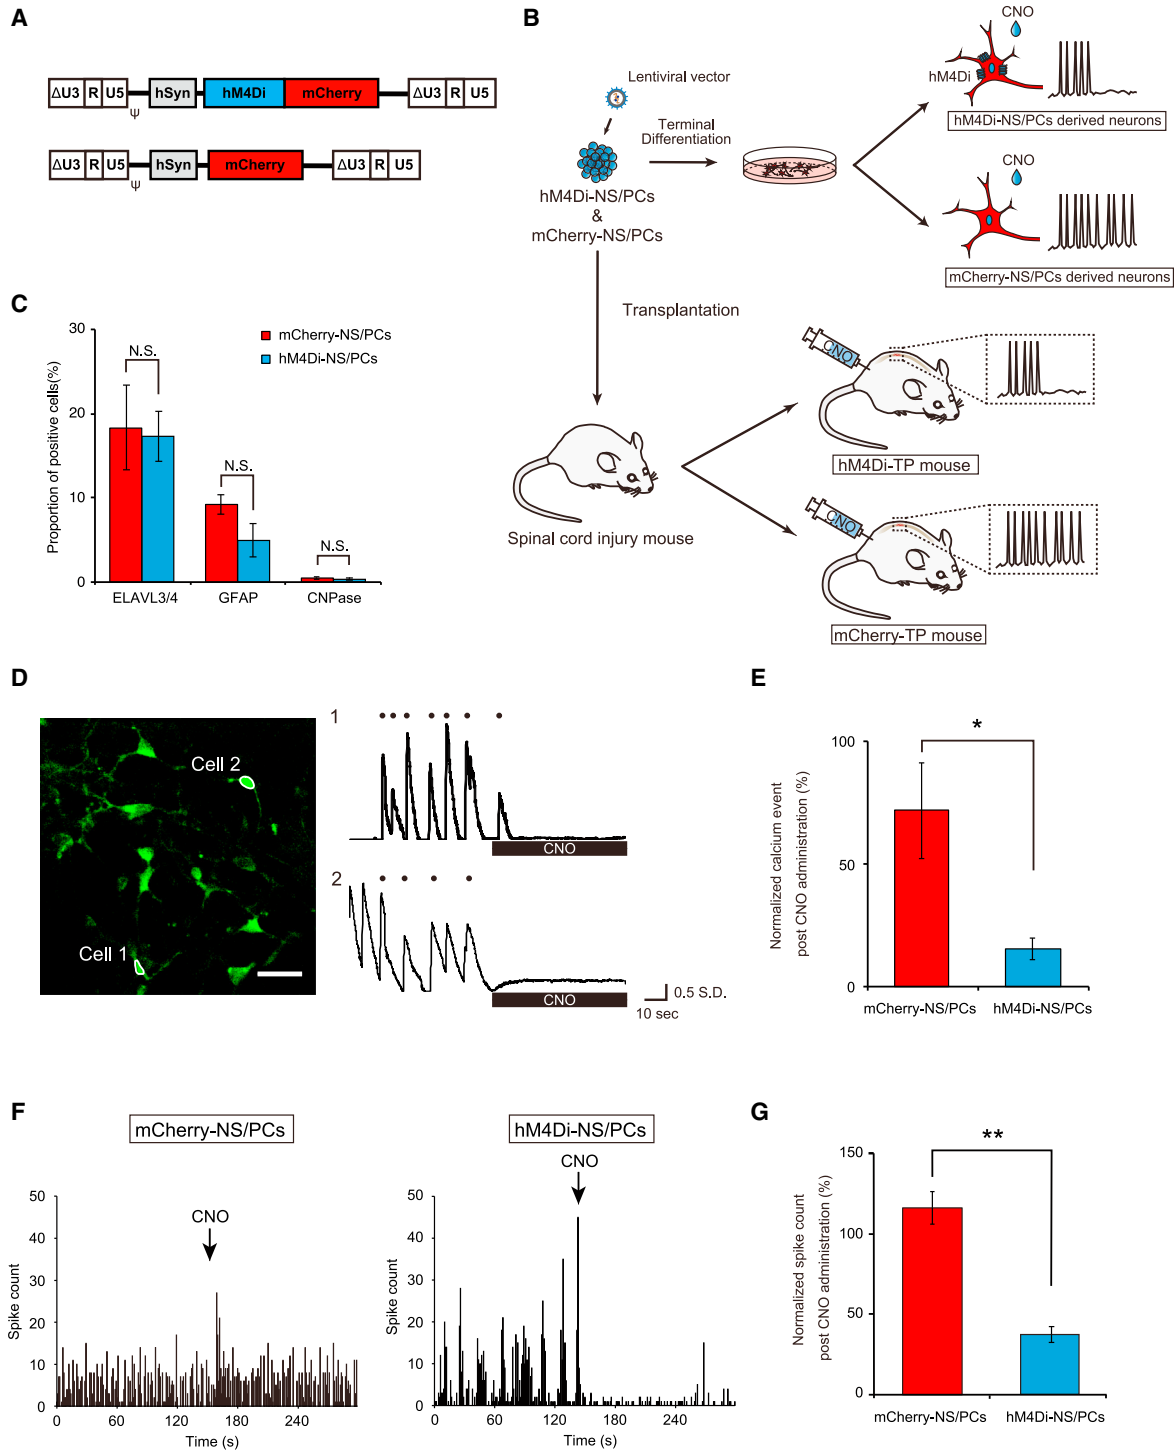 A
ΔU3 R U5 hSyn hM4Di mCherry ΔU3 R U5
ψ
ΔU3 R U5 hSyn mCherry ΔU3 R U5
ψ
B
Lentiviral vector
Terminal
Differentiation
hM4Di-NS/PCs
&
mCherry-NS/PCs
CNO
hM4Di
hM4Di-NS/PCs derived neurons
CNO
mCherry-NS/PCs derived neurons
Transplantation
Spinal cord injury mouse
CNO
hM4Di-TP mouse
CNO
mCherry-TP mouse
C
Proportion of positive cells(%)
30
20
10
0
mCherry-NS/PCs
hM4Di-NS/PCs
N.S.
N.S.
N.S.
ELAVL3/4 GFAP CNPase
D
Cell 2
Cell 1
1
CNO
2
CNO
0.5 S.D.
10 sec
E
Normalized calcium event
post CNO administration (%)
100
50
0
*
mCherry-NS/PCs hM4Di-NS/PCs
F
mCherry-NS/PCs
CNO
Spike count
50
40
30
20
10
0
0 60 120 180 240
Time (s)
hM4Di-NS/PCs
CNO
Spike count
50
40
30
20
10
0
0 60 120 180 240
Time (s)
G
Normalized spike count
post CNO administration (%)
150
100
50
0
**
mCherry-NS/PCs hM4Di-NS/PCs